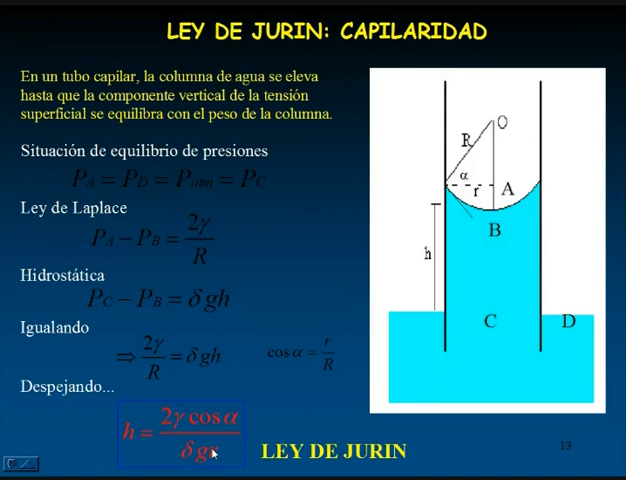 LEY DE JURIN: CAPILARIDAD
En un tubo capilar, la columna de agua se eleva
hasta que la componente vertical de la tensión
superficial se equilibra con el peso de la columna.
Situación de equilibrio de presiones
P_A = P_D = P_atm = P_C
Ley de Laplace
P_A − P_B = 2γ/R
Hidrostática
P_C − P_B = δgh
Igualando
⇒ 2γ/R = δgh
cos α = r/R
Despejando...
h = 2γ cos α / δgr
LEY DE JURIN
O
R
α
r
A
B
h
C
D
13